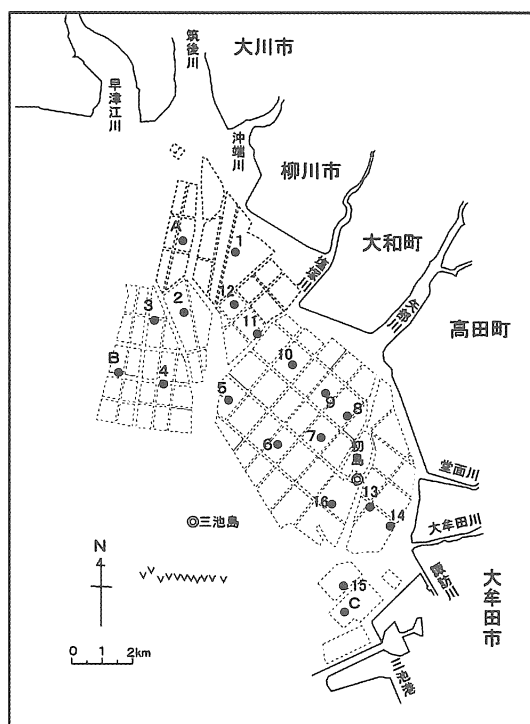 大川市
筑後川
早津江川
沖端川
柳川市
大和町
塩塚川
矢部川
高田町
A
1
3
2
12
11
B
4
10
5
9
8
6
7
初島
堂面川
16
13
14
大牟田川
三池島
諏訪川
N
4
15
C
大牟田市
三池港
0 1 2km